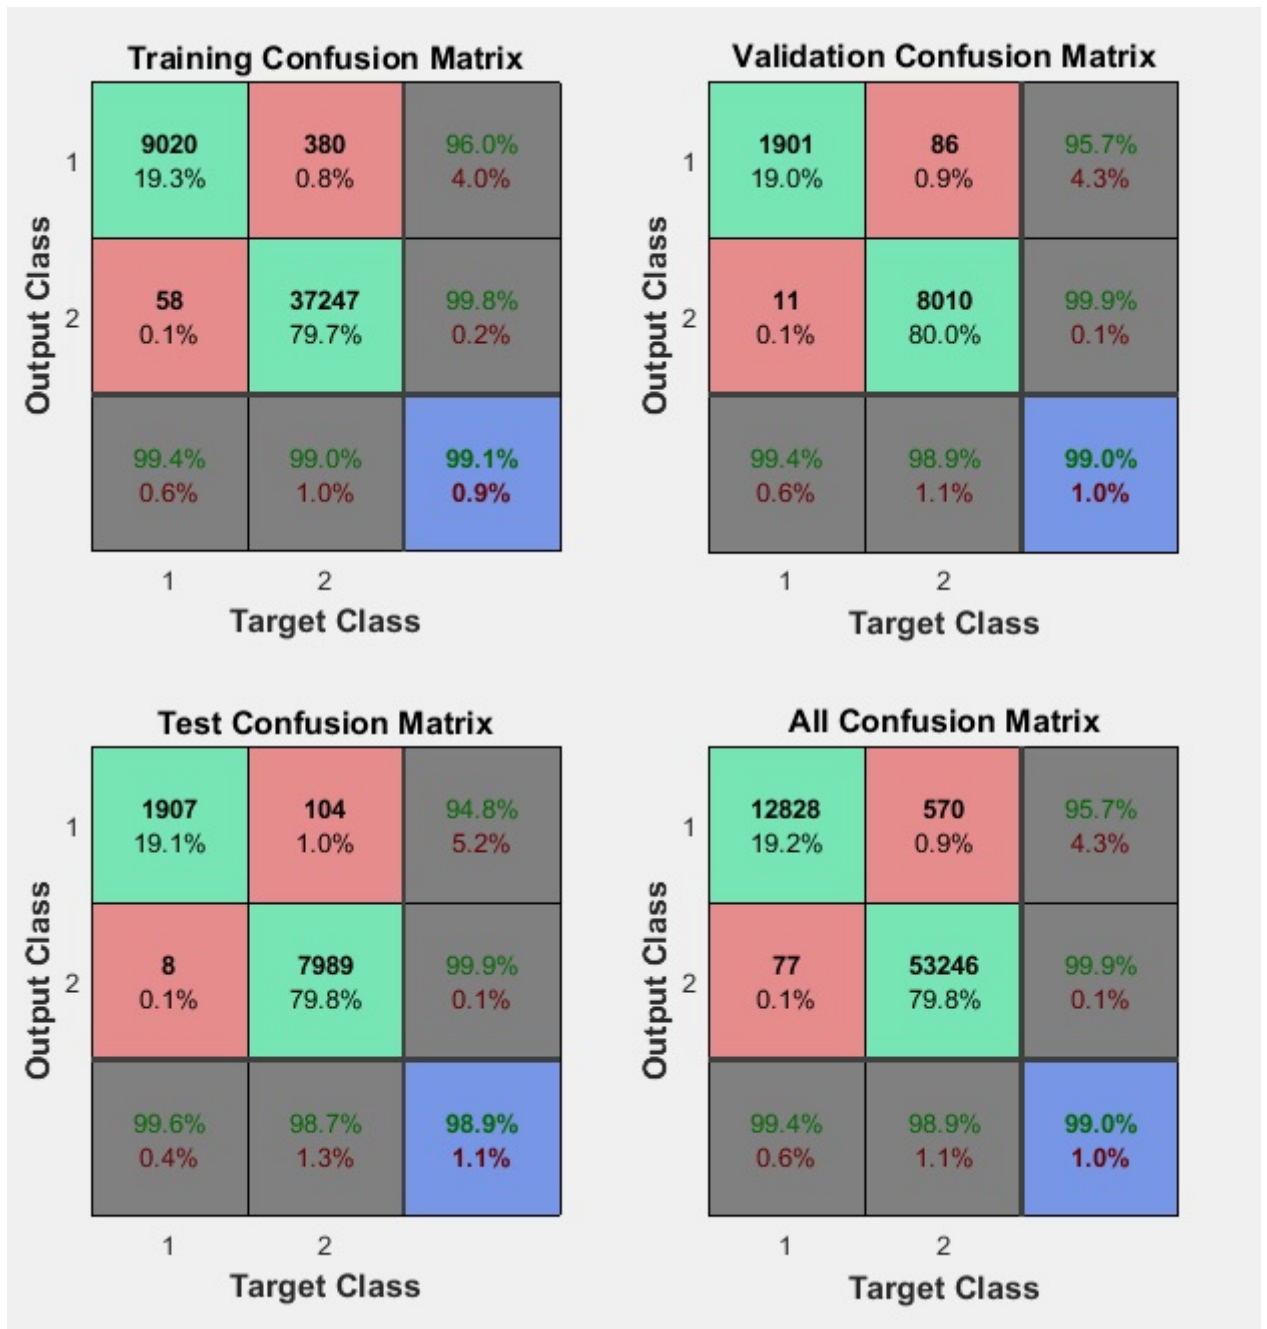 Training Confusion Matrix
9020 380 96.0%
1 19.3% 0.8% 4.0%
58 37247 99.8%
2 0.1% 79.7% 0.2%
99.4% 99.0% 99.1%
0.6% 1.0% 0.9%
1 2
Target Class
Output Class
Validation Confusion Matrix
1901 86 95.7%
1 19.0% 0.9% 4.3%
11 8010 99.9%
2 0.1% 80.0% 0.1%
99.4% 98.9% 99.0%
0.6% 1.1% 1.0%
1 2
Target Class
Output Class
Test Confusion Matrix
1907 104 94.8%
1 19.1% 1.0% 5.2%
8 7989 99.9%
2 0.1% 79.8% 0.1%
99.6% 98.7% 98.9%
0.4% 1.3% 1.1%
1 2
Target Class
Output Class
All Confusion Matrix
12828 570 95.7%
1 19.2% 0.9% 4.3%
77 53246 99.9%
2 0.1% 79.8% 0.1%
99.4% 98.9% 99.0%
0.6% 1.1% 1.0%
1 2
Target Class
Output Class